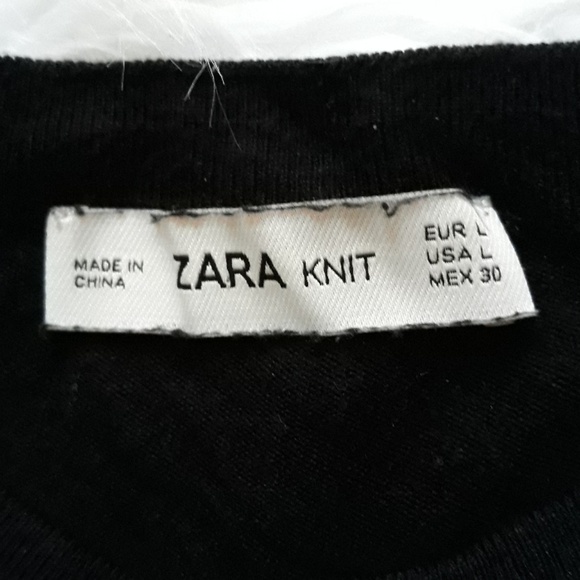 MADE IN
CHINA
ZARA KNIT
EUR L
USA L
MEX 30